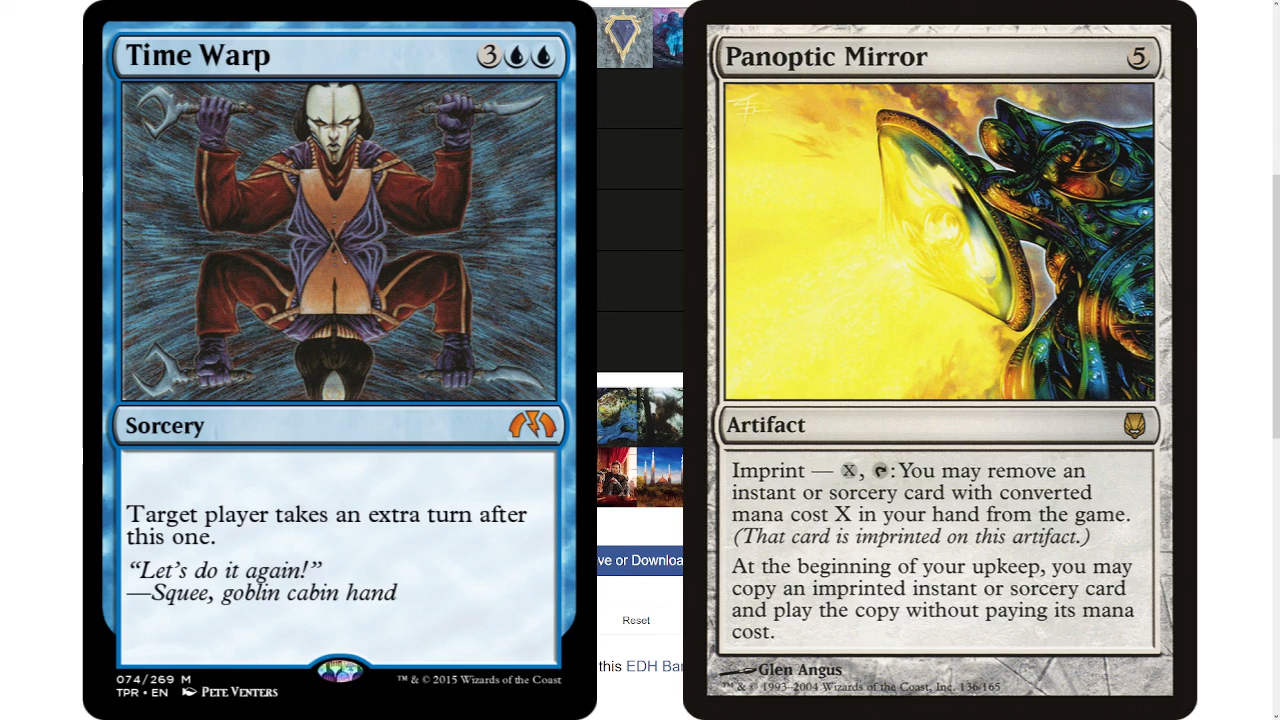 Time Warp 3
Sorcery
Target player takes an extra turn after
this one.
“Let’s do it again!”
—Squee, goblin cabin hand
074/269 M
TPR • EN PETE VENTERS
™ & © 2015 Wizards of the Coast
ve or Downloa
Reset
this EDH Bar
Panoptic Mirror 5
Artifact
Imprint — X, : You may remove an
instant or sorcery card with converted
mana cost X in your hand from the game.
(That card is imprinted on this artifact.)
At the beginning of your upkeep, you may
copy an imprinted instant or sorcery card
and play the copy without paying its mana
cost.
Glen Angus
™ & © 1993–2004 Wizards of the Coast, Inc. 136/165